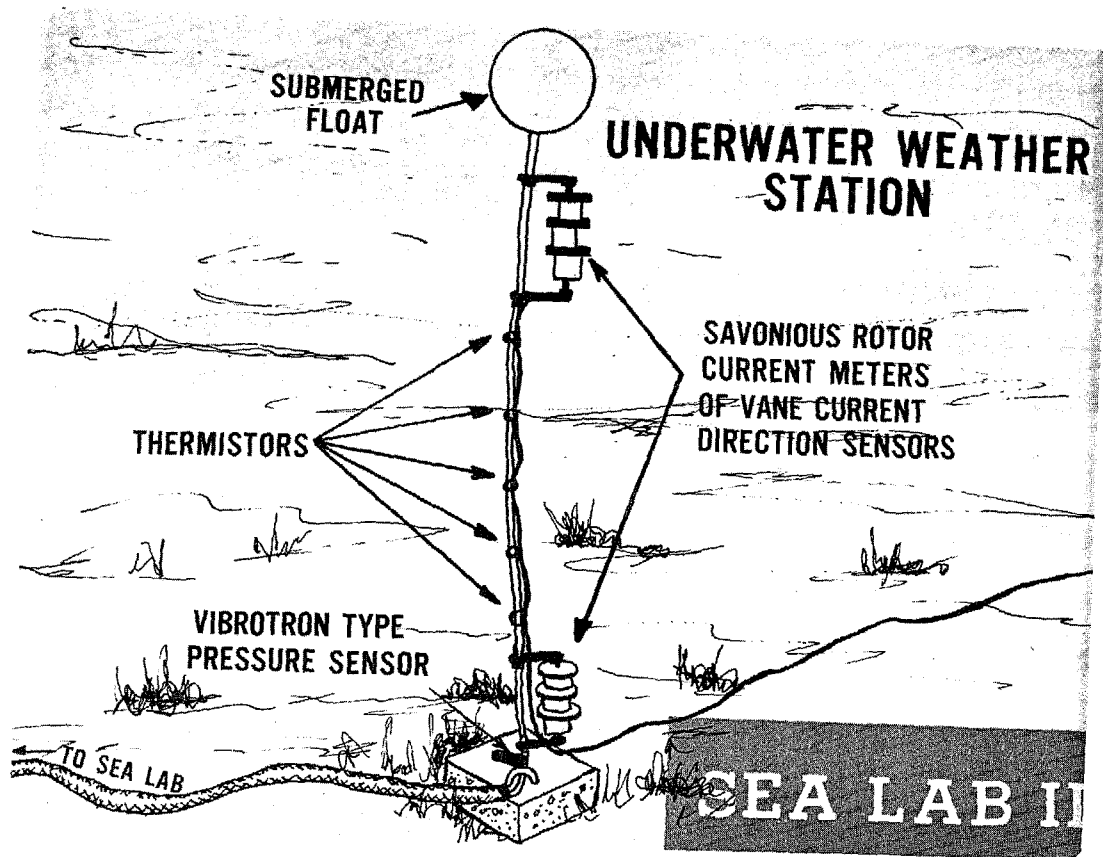 SUBMERGED
FLOAT
UNDERWATER WEATHER
STATION
SAVONIOUS ROTOR
CURRENT METERS
OF VANE CURRENT
DIRECTION SENSORS
THERMISTORS
VIBROTRON TYPE
PRESSURE SENSOR
TO SEA LAB
SEA LAB II